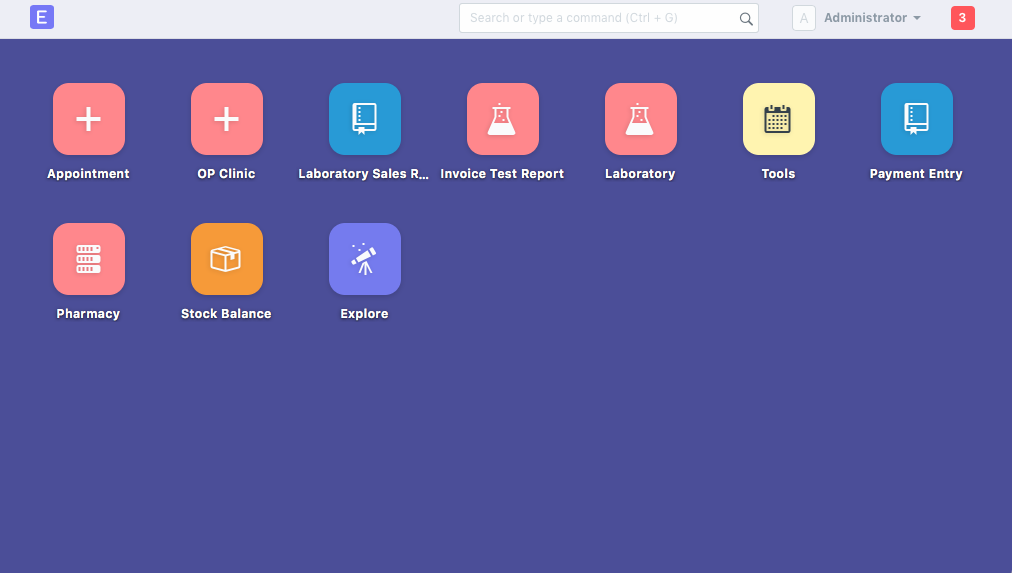 E
Search or type a command (Ctrl + G)
A
Administrator
3
Appointment
OP Clinic
Laboratory Sales R...
Invoice Test Report
Laboratory
Tools
Payment Entry
Pharmacy
Stock Balance
Explore